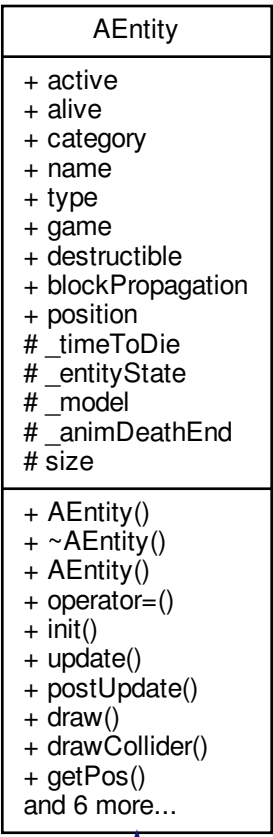 AEntity
+ active
+ alive
+ category
+ name
+ type
+ game
+ destructible
+ blockPropagation
+ position
# _timeToDie
# _entityState
# _model
# _animDeathEnd
# size
+ AEntity()
+ ~AEntity()
+ AEntity()
+ operator=()
+ init()
+ update()
+ postUpdate()
+ draw()
+ drawCollider()
+ getPos()
and 6 more...